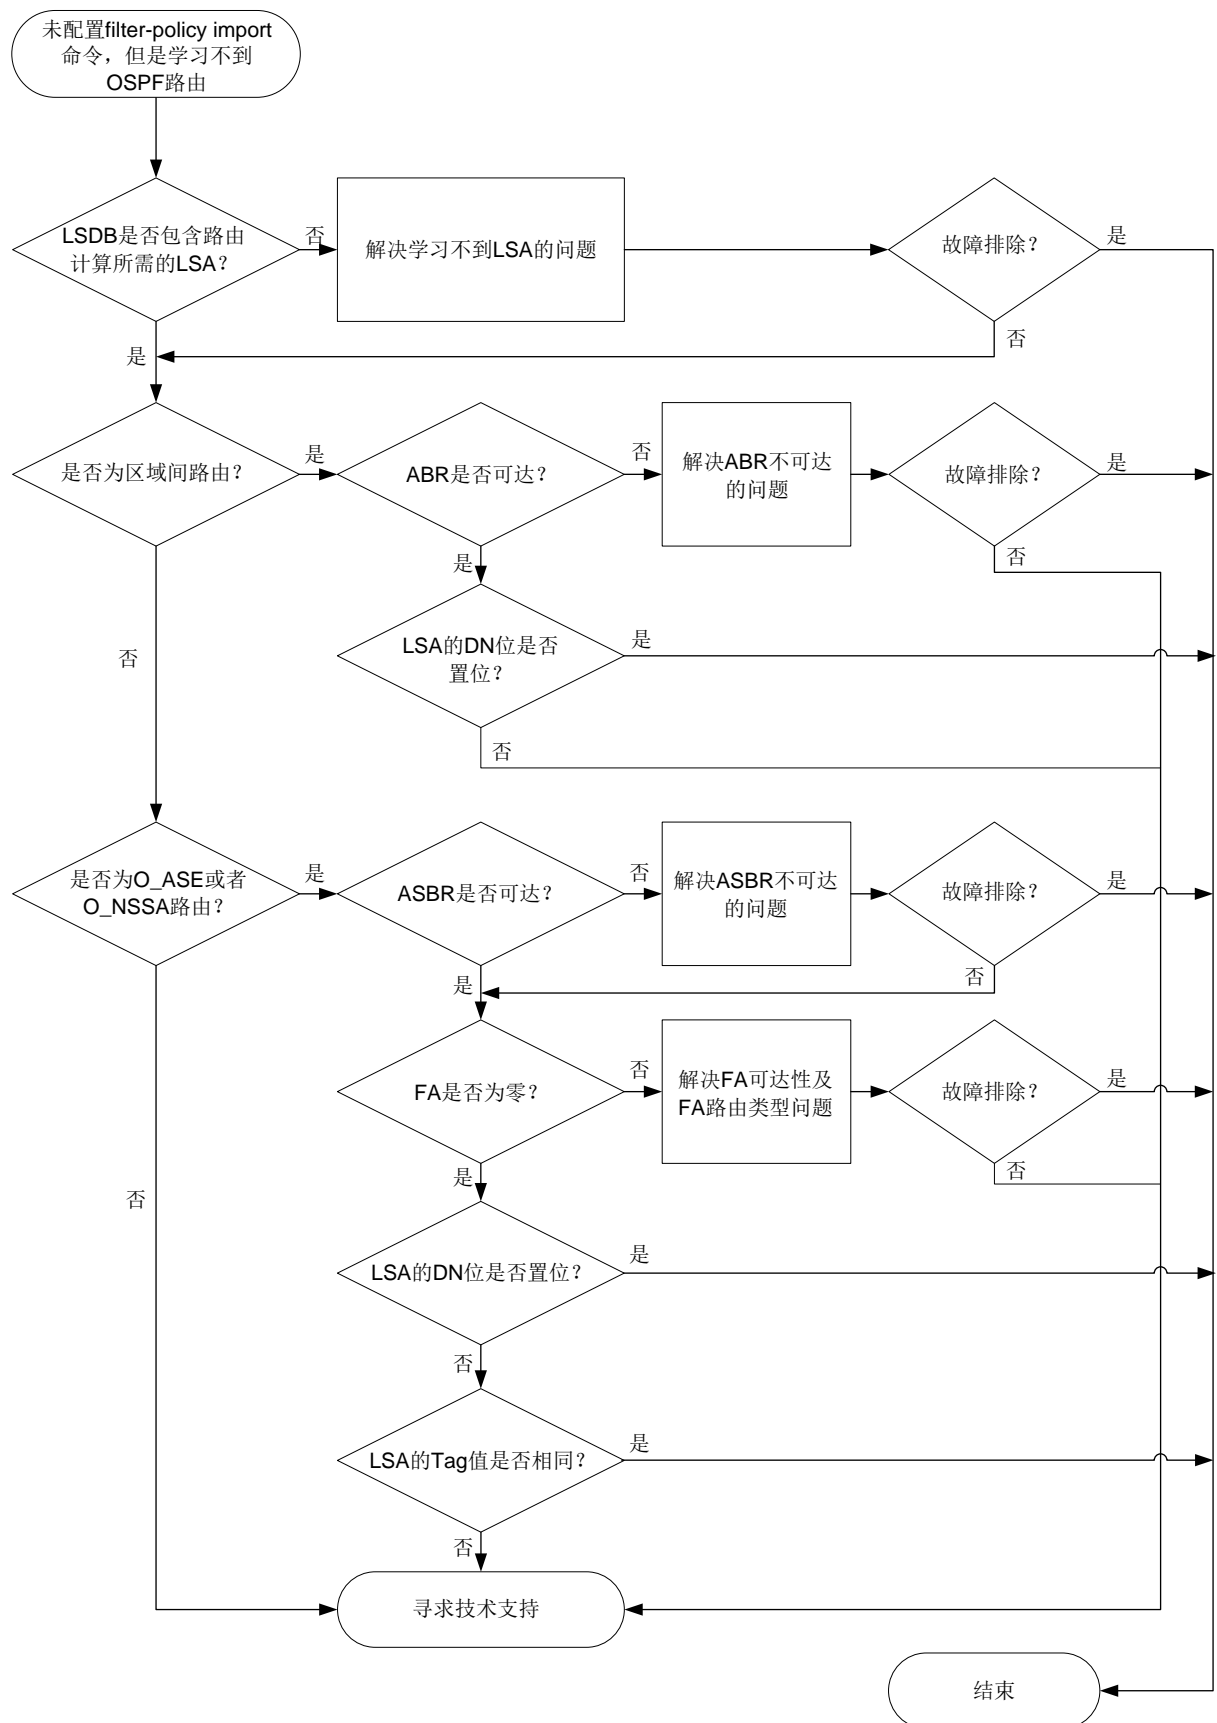 未配置filter-policy import
命令，但是学习不到
OSPF路由
LSDB是否包含路由
计算所需的LSA？
否
解决学习不到LSA的问题
故障排除？
是
是
否
是否为区域间路由？
是
ABR是否可达？
否
解决ABR不可达
的问题
故障排除？
是
是
否
否
LSA的DN位是否
置位？
是
否
是否为O_ASE或者
O_NSSA路由？
是
ASBR是否可达？
否
解决ASBR不可达
的问题
故障排除？
是
是
否
FA是否为零？
否
解决FA可达性及
FA路由类型问题
故障排除？
是
是
否
否
LSA的DN位是否置位？
是
否
LSA的Tag值是否相同？
是
否
寻求技术支持
结束